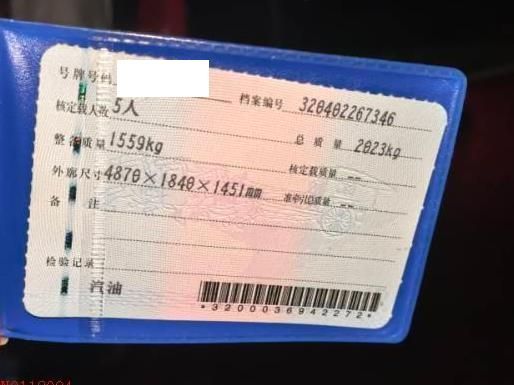 号牌号码 档案编号 320402267346
核定载人数 5人 总质量 2023kg
整备质量 1559kg 核定载质量 --
外廓尺寸 4870×1840×1451mm 准牵引总质量 --
备注
检验记录
汽油
*3200036942272*